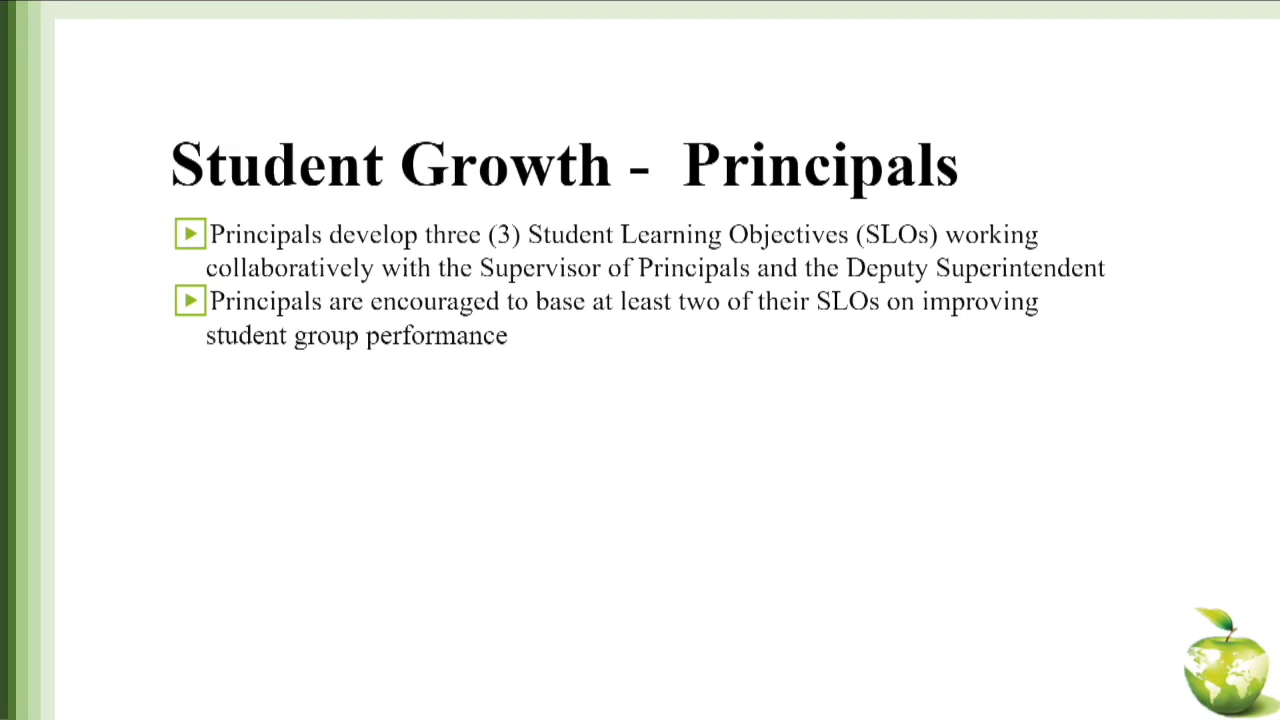 Student Growth - Principals
Principals develop three (3) Student Learning Objectives (SLOs) working
collaboratively with the Supervisor of Principals and the Deputy Superintendent
Principals are encouraged to base at least two of their SLOs on improving
student group performance